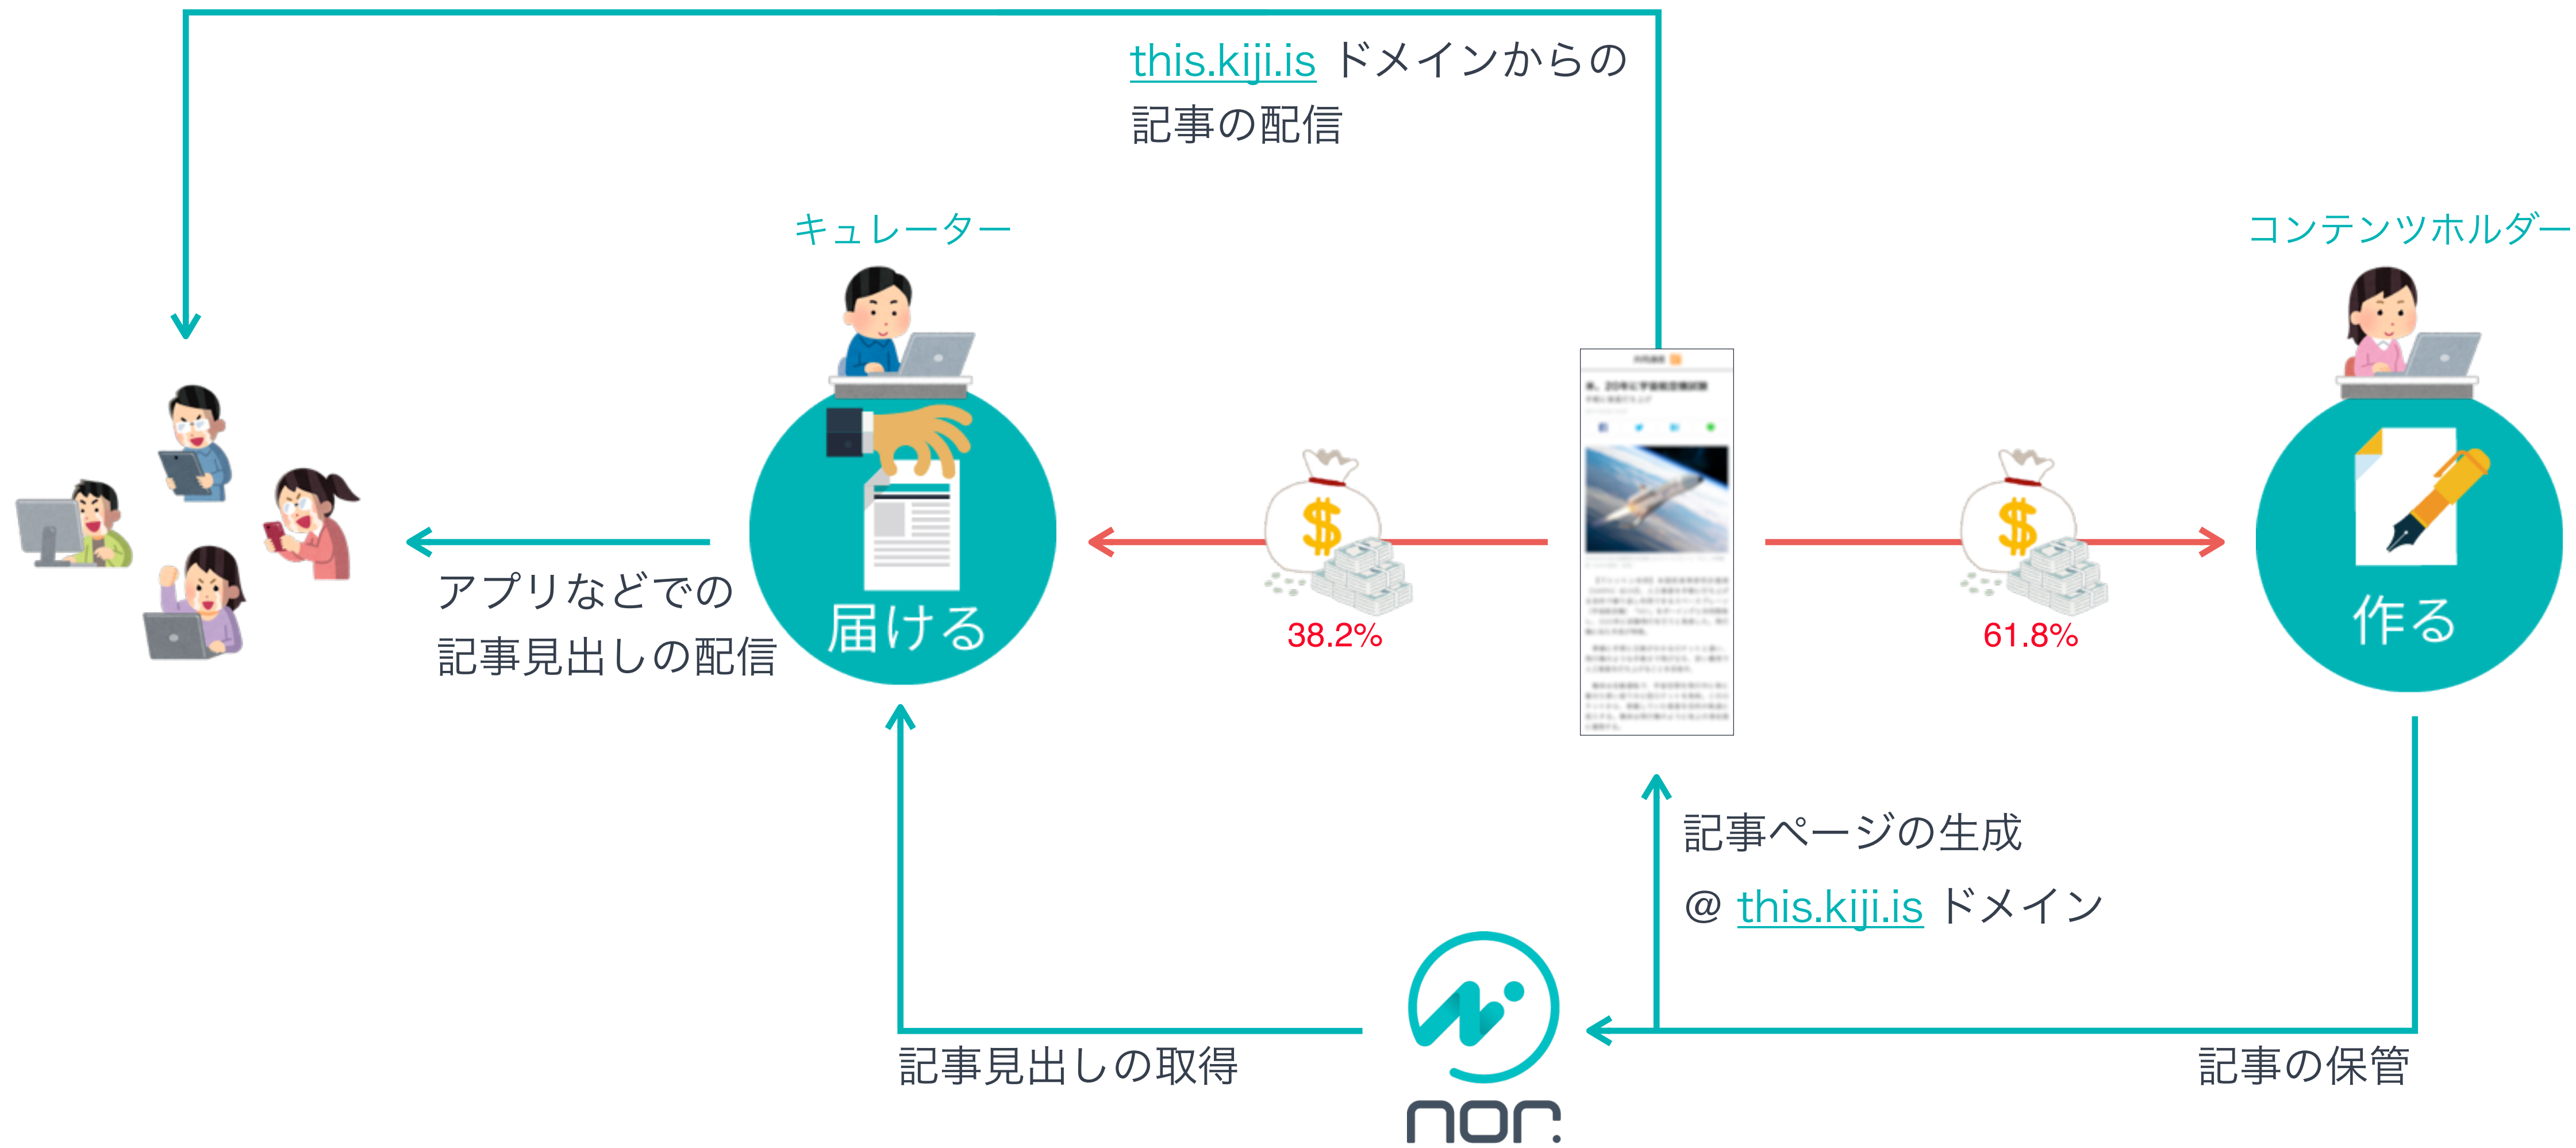 this.kiji.is ドメインからの
記事の配信
キュレーター
コンテンツホルダー
アプリなどでの
記事見出しの配信
届ける
38.2%
61.8%
作る
記事ページの生成
@ this.kiji.is ドメイン
記事見出しの取得
記事の保管
nor.